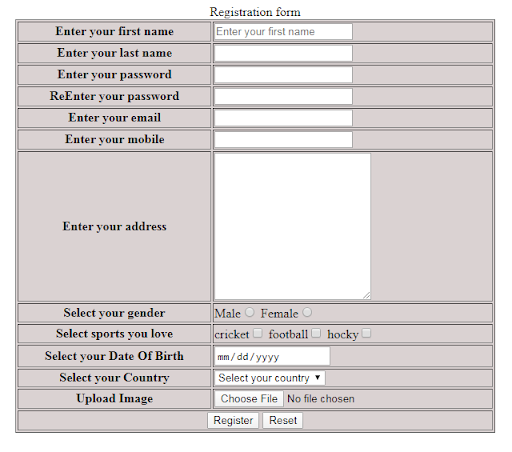 Registration form
Enter your first name Enter your first name
Enter your last name
Enter your password
ReEnter your password
Enter your email
Enter your mobile
Enter your address
Select your gender Male Female
Select sports you love cricket football hocky
Select your Date Of Birth mm/dd/yyyy
Select your Country Select your country
Upload Image Choose File No file chosen
Register Reset